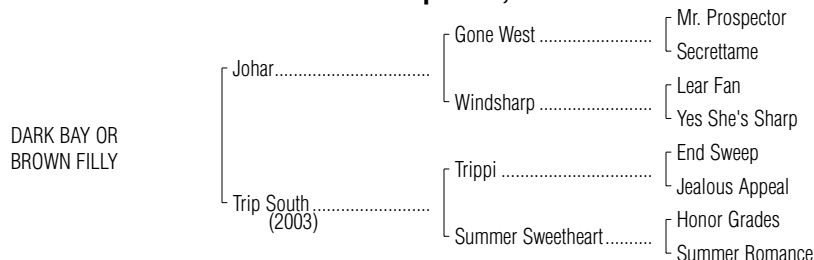 Mr. Prospector
Gone West
Secrettame
Johar
Lear Fan
Windsharp
Yes She's Sharp
DARK BAY OR
BROWN FILLY
End Sweep
Trippi
Jealous Appeal
Trip South
(2003)
Honor Grades
Summer Sweetheart
Summer Romance